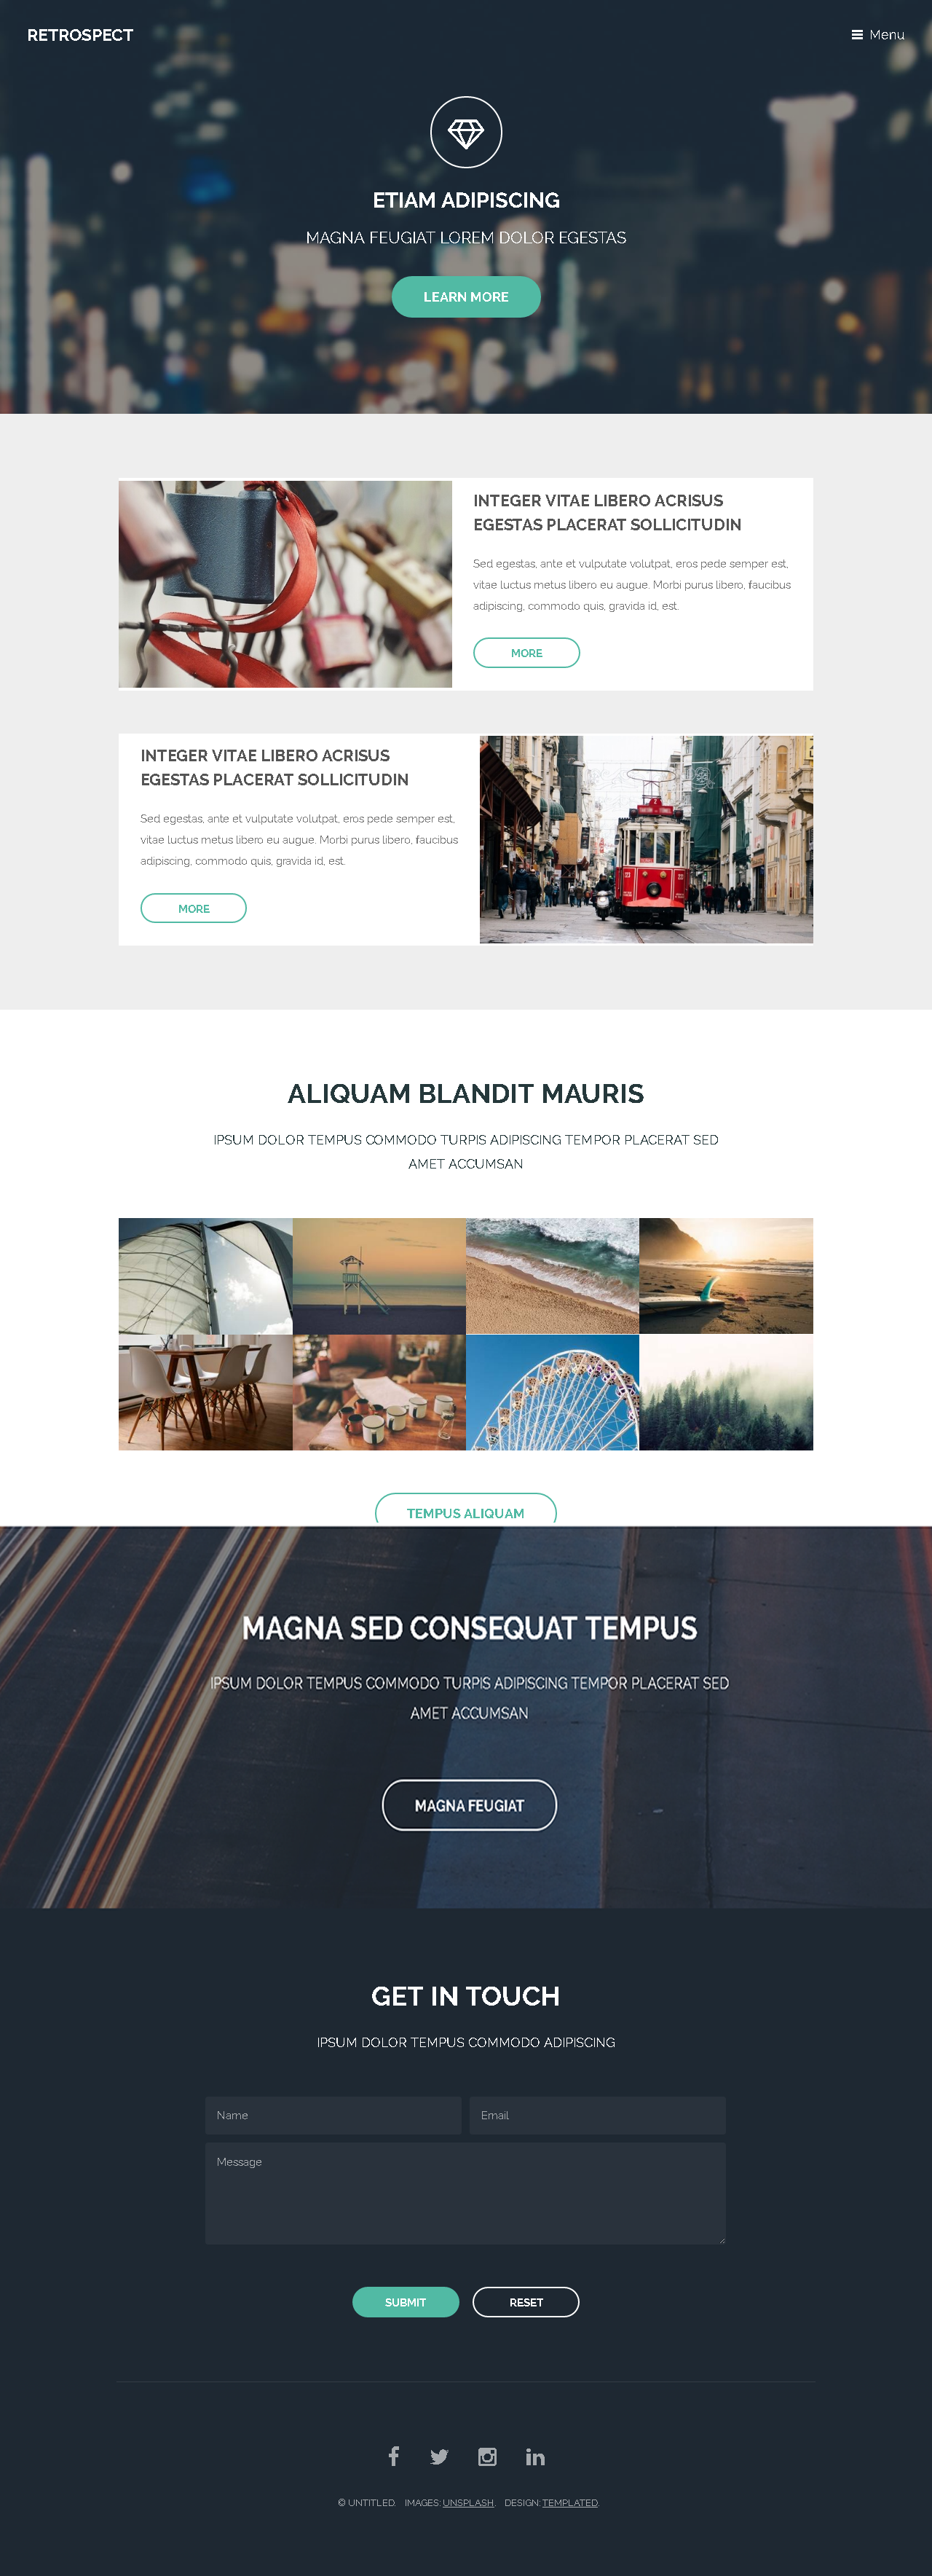 RETROSPECT
Menu
ETIAM ADIPISCING
MAGNA FEUGIAT LOREM DOLOR EGESTAS
LEARN MORE
INTEGER VITAE LIBERO ACRISUS
EGESTAS PLACERAT SOLLICITUDIN
Sed egestas, ante et vulputate volutpat, eros pede semper est,
vitae luctus metus libero eu augue. Morbi purus libero, faucibus
adipiscing, commodo quis, gravida id, est.
MORE
INTEGER VITAE LIBERO ACRISUS
EGESTAS PLACERAT SOLLICITUDIN
Sed egestas, ante et vulputate volutpat, eros pede semper est,
vitae luctus metus libero eu augue. Morbi purus libero, faucibus
adipiscing, commodo quis, gravida id, est.
MORE
ALIQUAM BLANDIT MAURIS
IPSUM DOLOR TEMPUS COMMODO TURPIS ADIPISCING TEMPOR PLACERAT SED
AMET ACCUMSAN
TEMPUS ALIQUAM
MAGNA SED CONSEQUAT TEMPUS
IPSUM DOLOR TEMPUS COMMODO TURPIS ADIPISCING TEMPOR PLACERAT SED
AMET ACCUMSAN
MAGNA FEUGIAT
GET IN TOUCH
IPSUM DOLOR TEMPUS COMMODO ADIPISCING
Name
Email
Message
SUBMIT
RESET
© UNTITLED. IMAGES: UNSPLASH. DESIGN: TEMPLATED.